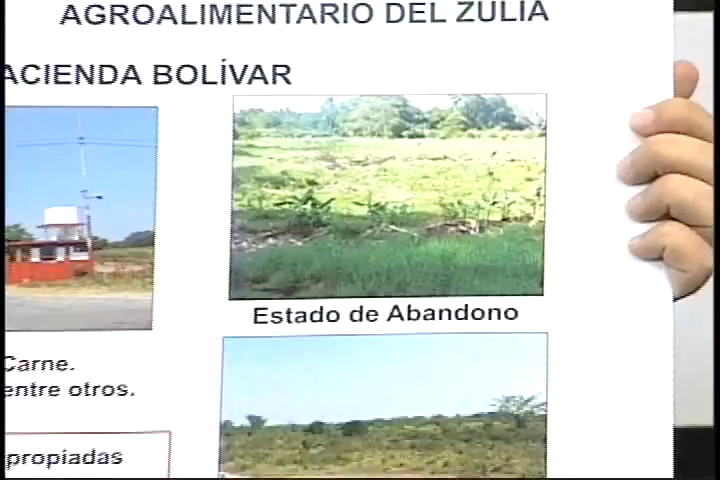 AGROALIMENTARIO DEL ZULIA
ACIENDA BOLÍVAR
Estado de Abandono
Carne.
entre otros.
propiadas